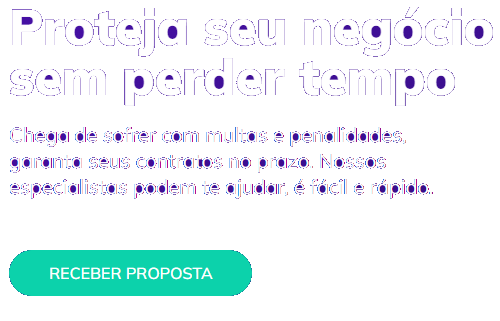 Proteja seu negócio
sem perder tempo
Chega de sofrer com multas e penalidades,
garanta seus contratos no prazo. Nossos
especialistas podem te ajudar, é fácil e rápido.
RECEBER PROPOSTA